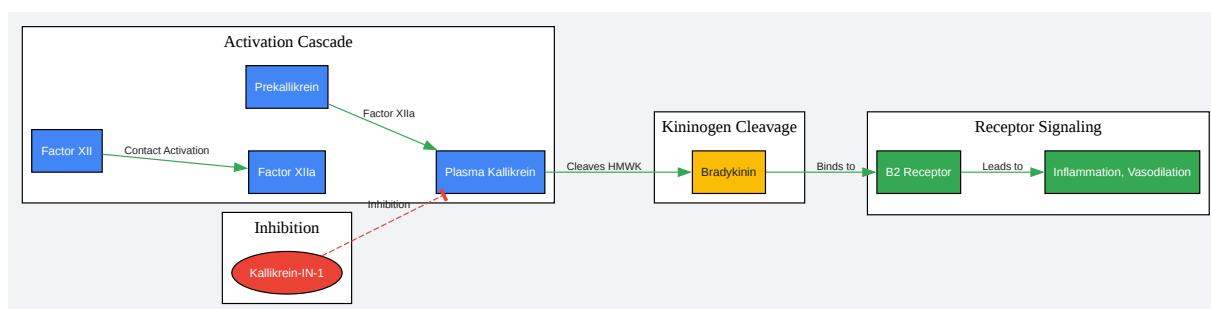 Activation Cascade
Prekallikrein
Factor XIIa
Factor XII
Contact Activation
Factor XIIa
Plasma Kallikrein
Cleaves HMWK
Kininogen Cleavage
Bradykinin
Binds to
Receptor Signaling
B2 Receptor
Leads to
Inflammation, Vasodilation
Inhibition
Inhibition
Kallikrein-IN-1